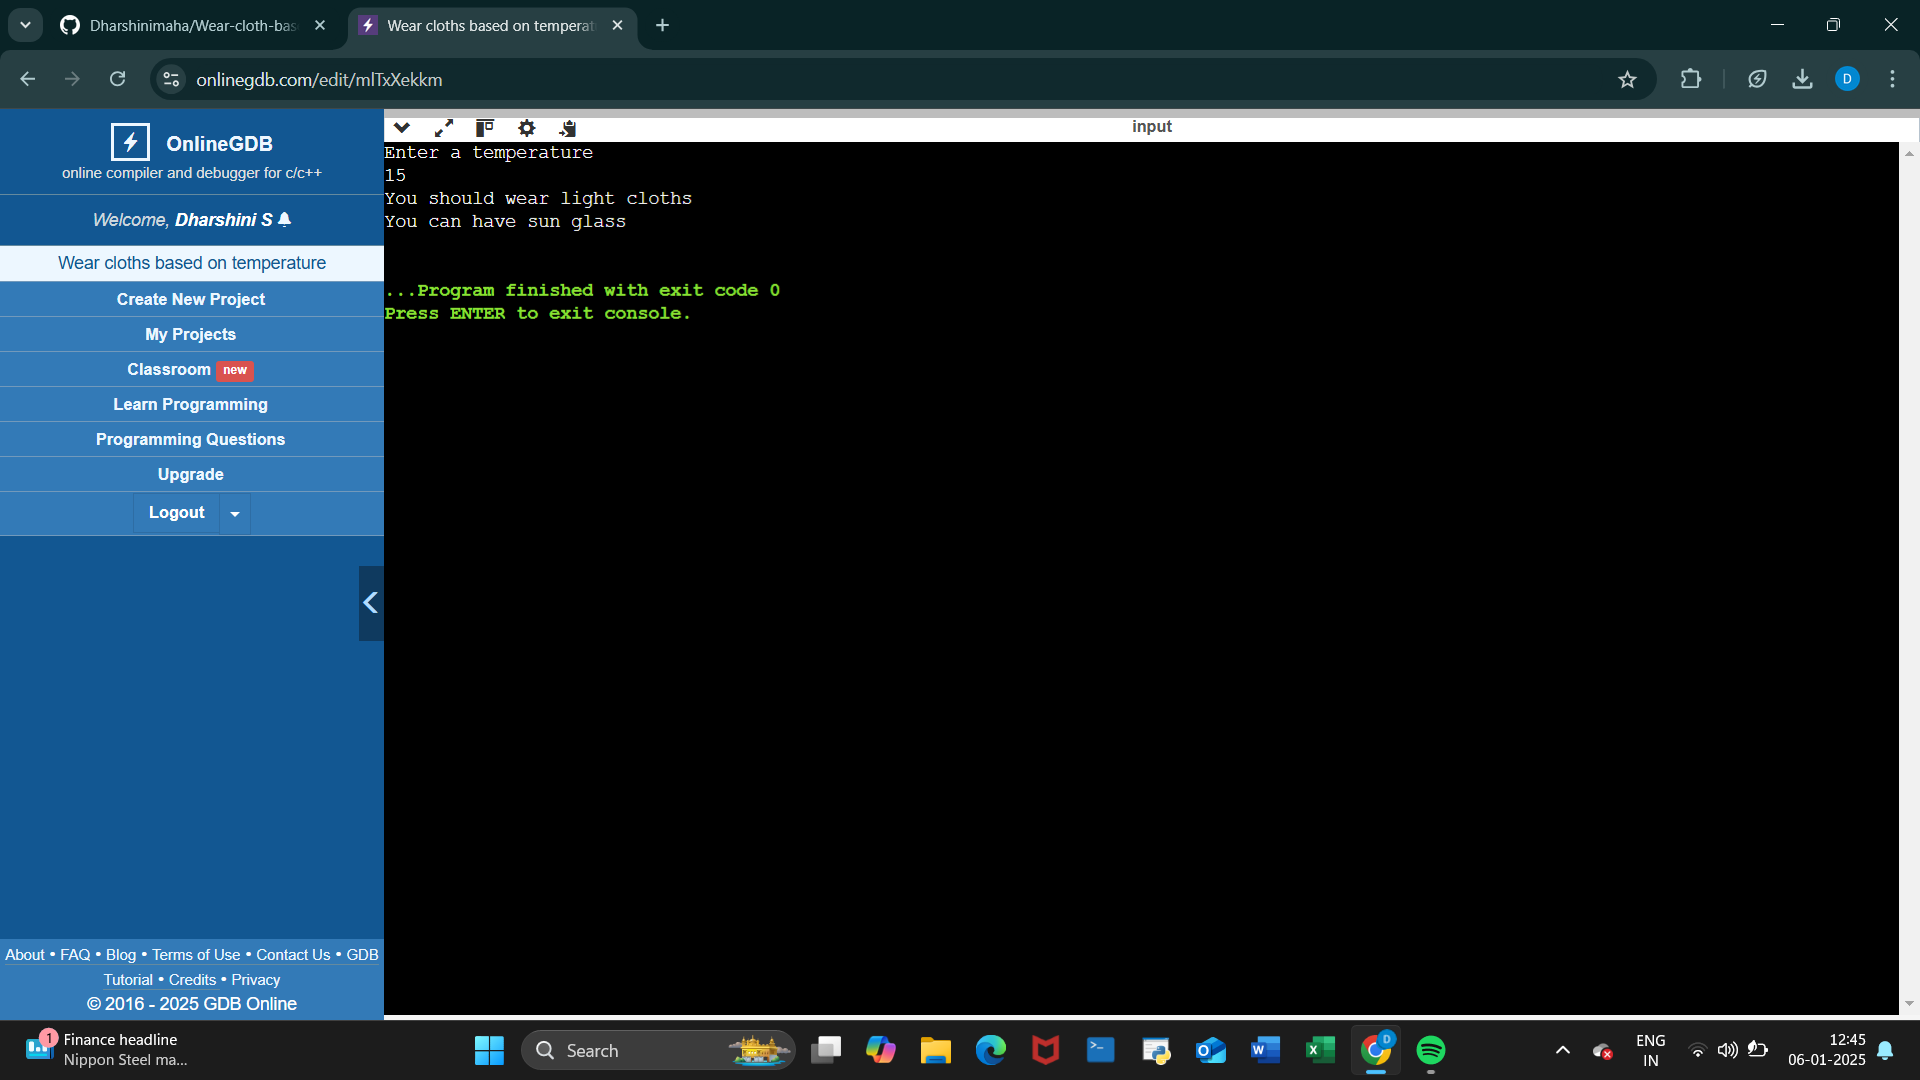 Dharshinimaha/Wear-cloth-bas
Wear cloths based on temperat
onlinegdb.com/edit/mlTxXekkm
D
OnlineGDB
online compiler and debugger for c/c++
Welcome, Dharshini S
Wear cloths based on temperature
Create New Project
My Projects
Classroom new
Learn Programming
Programming Questions
Upgrade
Logout
About • FAQ • Blog • Terms of Use • Contact Us • GDB
Tutorial • Credits • Privacy
© 2016 - 2025 GDB Online
input
Enter a temperature
15
You should wear light cloths
You can have sun glass
...Program finished with exit code 0
Press ENTER to exit console.
1
Finance headline
Nippon Steel ma...
Search
D
ENG
IN
12:45
06-01-2025